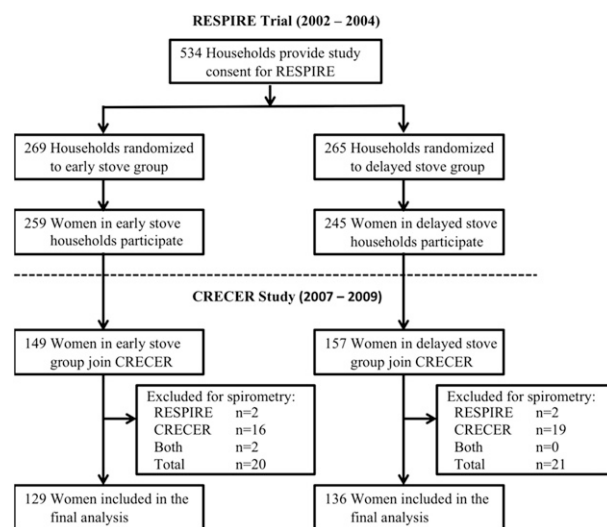 RESPIRE Trial (2002 – 2004)
534 Households provide study
consent for RESPIRE
269 Households randomized
to early stove group
265 Households randomized
to delayed stove group
259 Women in early stove
households participate
245 Women in delayed stove
households participate
CRECER Study (2007 – 2009)
149 Women in early stove
group join CRECER
157 Women in delayed stove
group join CRECER
Excluded for spirometry:
RESPIRE n=2
CRECER n=16
Both n=2
Total n=20
Excluded for spirometry:
RESPIRE n=2
CRECER n=19
Both n=0
Total n=21
129 Women included in the
final analysis
136 Women included in the
final analysis